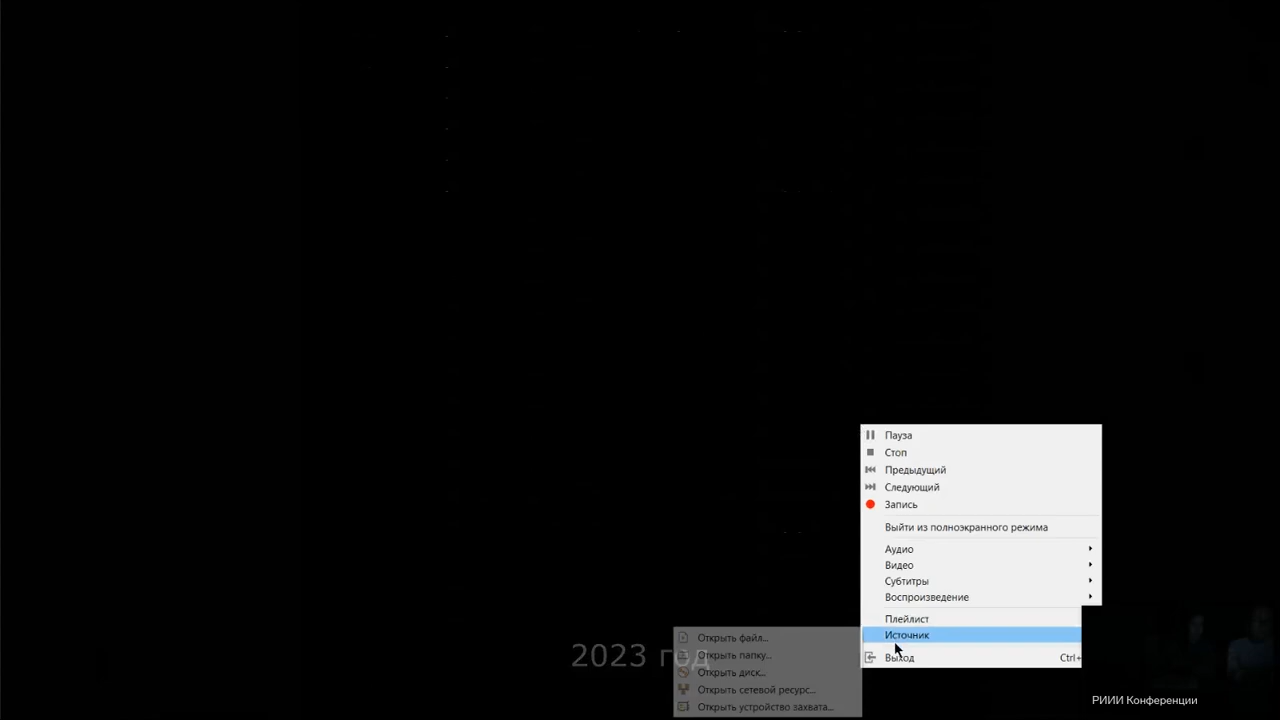 Пауза
Стоп
Предыдущий
Следующий
Запись
Выйти из полноэкранного режима
Аудио
Видео
Субтитры
Воспроизведение
Плейлист
Источник
Выход Ctrl+
Открыть файл...
Открыть папку...
Открыть диск...
Открыть сетевой ресурс...
Открыть устройство захвата...
2023 год
РИИИ Конференции